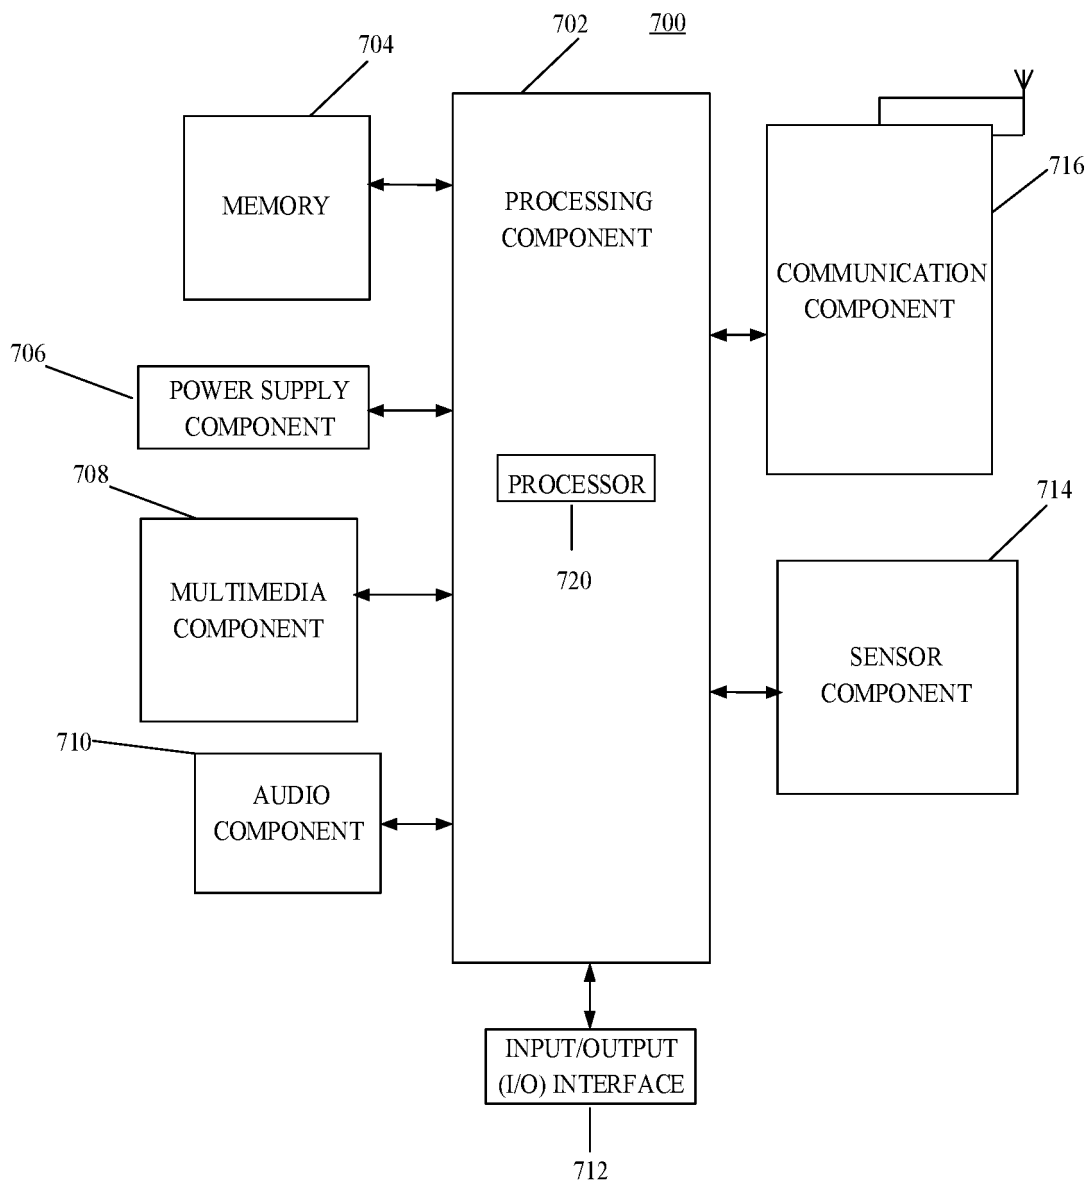 702
700
704
MEMORY
PROCESSING
COMPONENT
716
COMMUNICATION
COMPONENT
706
POWER SUPPLY
COMPONENT
708
PROCESSOR
720
714
MULTIMEDIA
COMPONENT
SENSOR
COMPONENT
710
AUDIO
COMPONENT
INPUT/OUTPUT
(I/O) INTERFACE
712